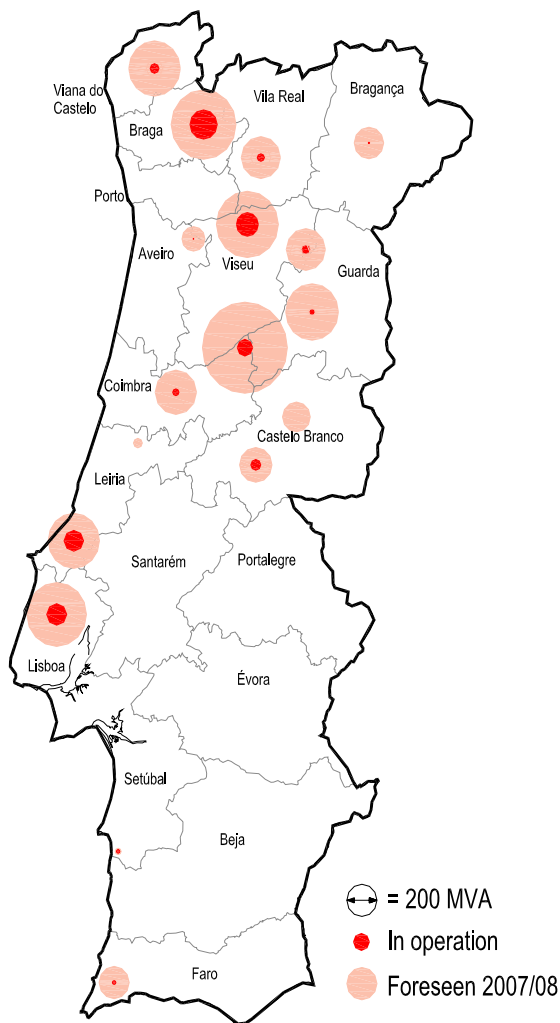 Viana do
Castelo
Braga
Vila Real
Bragança
Porto
Aveiro
Viseu
Guarda
Coimbra
Castelo Branco
Leiria
Santarém
Portalegre
Lisboa
Évora
Setúbal
Beja
Faro
= 200 MVA
In operation
Foreseen 2007/08